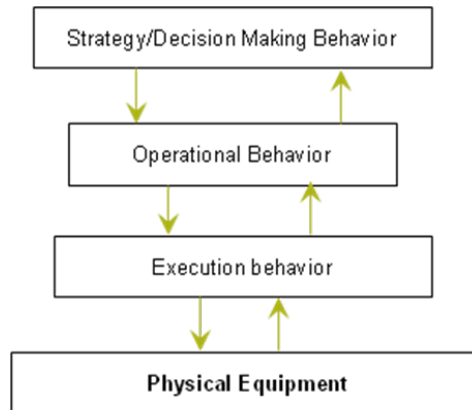 Strategy/Decision Making Behavior
Operational Behavior
Execution behavior
Physical Equipment